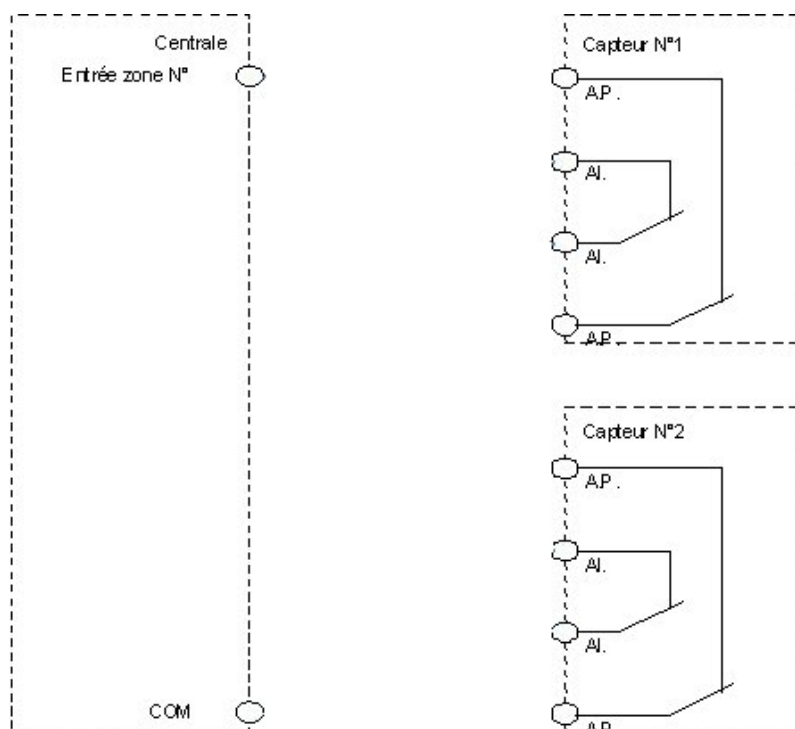 Centrale
Entrée zone N°
COM
Capteur N°1
A.P.
Al.
Al.
A.P.
Capteur N°2
A.P.
Al.
Al.
A.P.